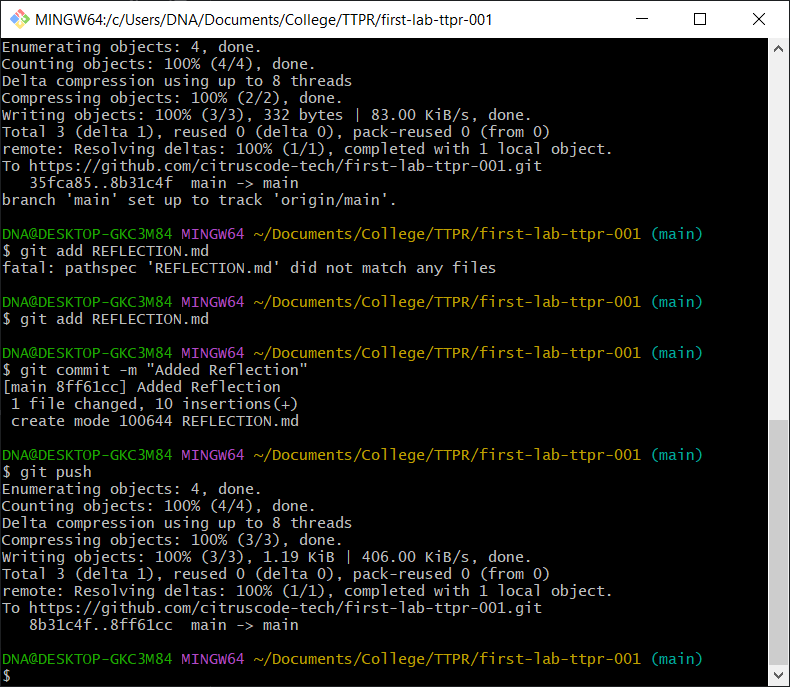 MINGW64:/c/Users/DNA/Documents/College/TTPR/first-lab-ttpr-001
Enumerating objects: 4, done.
Counting objects: 100% (4/4), done.
Delta compression using up to 8 threads
Compressing objects: 100% (2/2), done.
Writing objects: 100% (3/3), 332 bytes | 83.00 KiB/s, done.
Total 3 (delta 1), reused 0 (delta 0), pack-reused 0 (from 0)
remote: Resolving deltas: 100% (1/1), completed with 1 local object.
To https://github.com/citruscode-tech/first-lab-ttpr-001.git
   35fca85..8b31c4f  main -> main
branch 'main' set up to track 'origin/main'.
DNA@DESKTOP-GKC3M84 MINGW64 ~/Documents/College/TTPR/first-lab-ttpr-001 (main)
$ git add REFLECTION.md
fatal: pathspec 'REFLECTION.md' did not match any files
DNA@DESKTOP-GKC3M84 MINGW64 ~/Documents/College/TTPR/first-lab-ttpr-001 (main)
$ git add REFLECTION.md
DNA@DESKTOP-GKC3M84 MINGW64 ~/Documents/College/TTPR/first-lab-ttpr-001 (main)
$ git commit -m "Added Reflection"
[main 8ff61cc] Added Reflection
 1 file changed, 10 insertions(+)
 create mode 100644 REFLECTION.md
DNA@DESKTOP-GKC3M84 MINGW64 ~/Documents/College/TTPR/first-lab-ttpr-001 (main)
$ git push
Enumerating objects: 4, done.
Counting objects: 100% (4/4), done.
Delta compression using up to 8 threads
Compressing objects: 100% (3/3), done.
Writing objects: 100% (3/3), 1.19 KiB | 406.00 KiB/s, done.
Total 3 (delta 1), reused 0 (delta 0), pack-reused 0 (from 0)
remote: Resolving deltas: 100% (1/1), completed with 1 local object.
To https://github.com/citruscode-tech/first-lab-ttpr-001.git
   8b31c4f..8ff61cc  main -> main
DNA@DESKTOP-GKC3M84 MINGW64 ~/Documents/College/TTPR/first-lab-ttpr-001 (main)
$